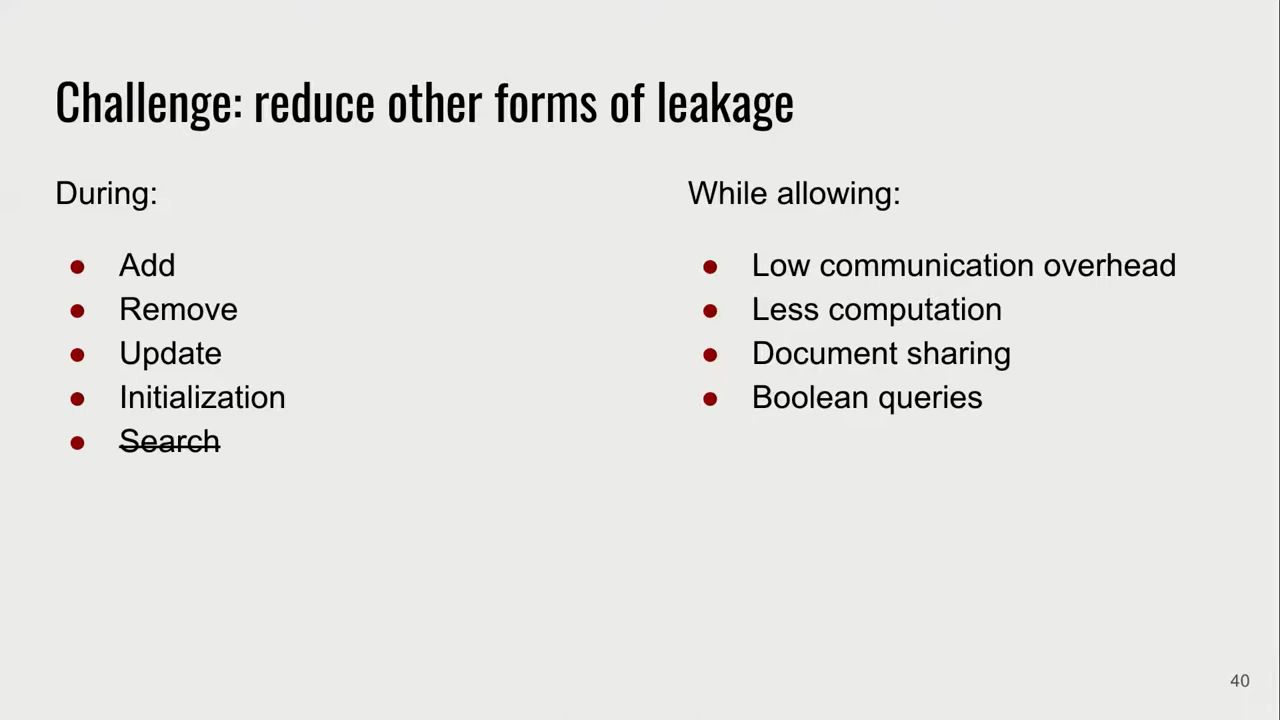 Challenge: reduce other forms of leakage
During:
● Add
● Remove
● Update
● Initialization
● Search
While allowing:
● Low communication overhead
● Less computation
● Document sharing
● Boolean queries
40